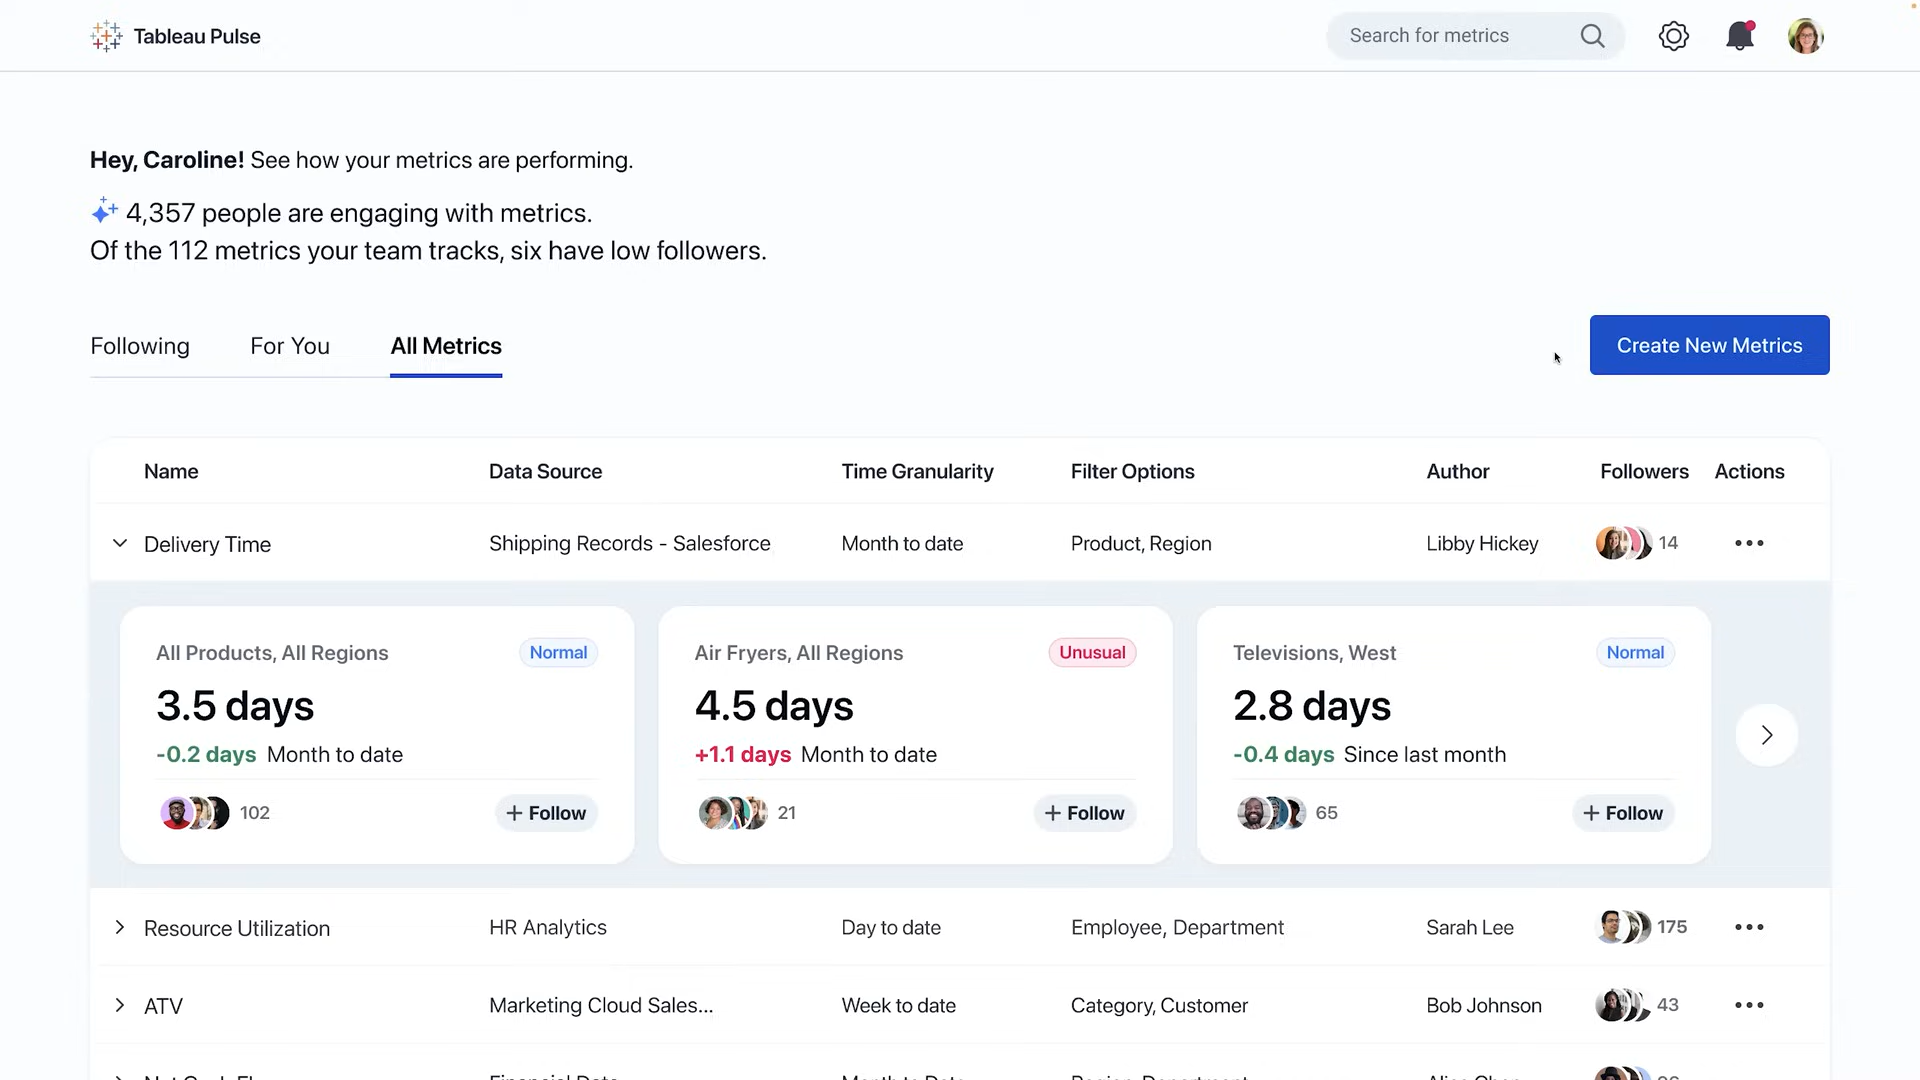 Tableau Pulse
Search for metrics
Hey, Caroline! See how your metrics are performing.
4,357 people are engaging with metrics.
Of the 112 metrics your team tracks, six have low followers.
Following For You All Metrics
Create New Metrics
Name Data Source Time Granularity Filter Options Author Followers Actions
Delivery Time Shipping Records - Salesforce Month to date Product, Region Libby Hickey 14
All Products, All Regions Normal
3.5 days
-0.2 days Month to date
102 + Follow
Air Fryers, All Regions Unusual
4.5 days
+1.1 days Month to date
21 + Follow
Televisions, West Normal
2.8 days
-0.4 days Since last month
65 + Follow
Resource Utilization HR Analytics Day to date Employee, Department Sarah Lee 175
ATV Marketing Cloud Sales... Week to date Category, Customer Bob Johnson 43
Month to Date Region, Department